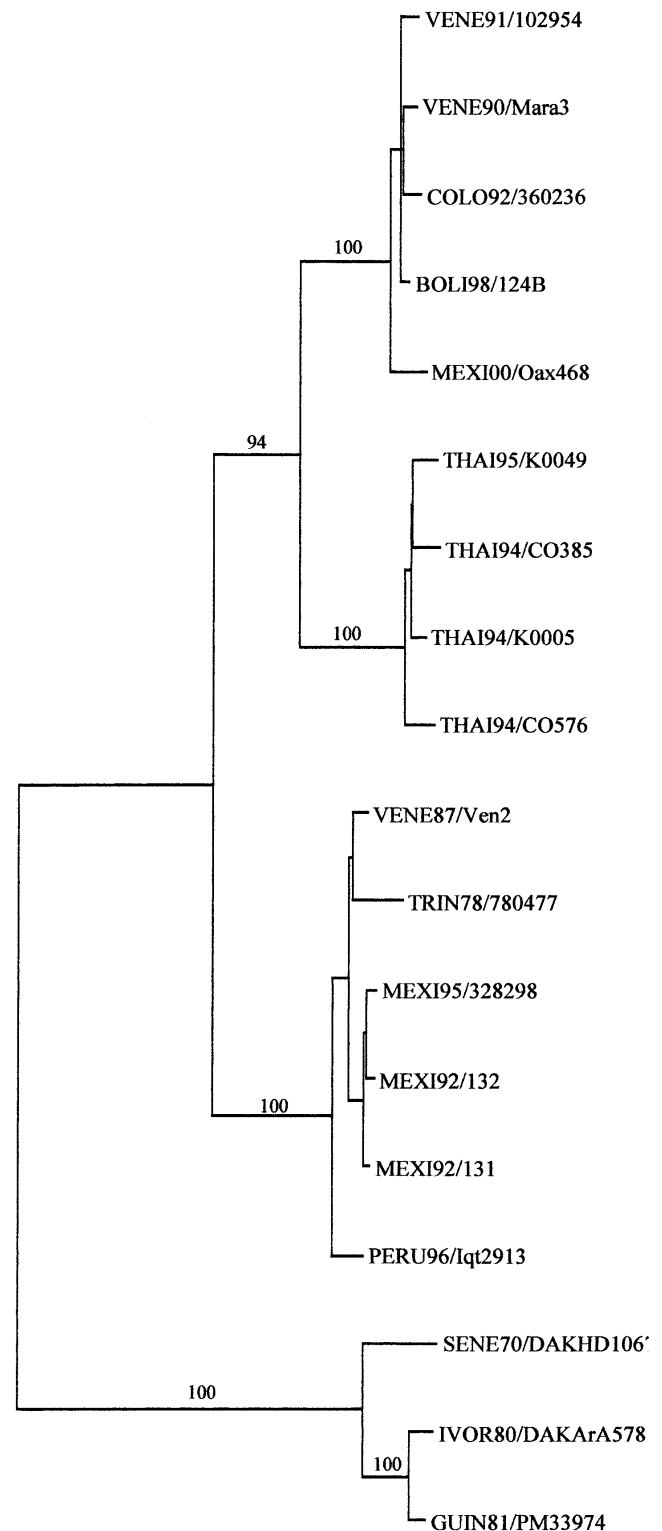 VENE91/102954
VENE90/Mara3
COLO92/360236
100
BOLI98/124B
MEXI00/Oax468
94
THAI95/K0049
THAI94/CO385
100
THAI94/K0005
THAI94/CO576
VENE87/Ven2
TRIN78/780477
MEXI95/328298
MEXI92/132
100
MEXI92/131
PERU96/Iqt2913
SENE70/DAKHD106
100
IVOR80/DAKArA578
100
GUIN81/PM33974